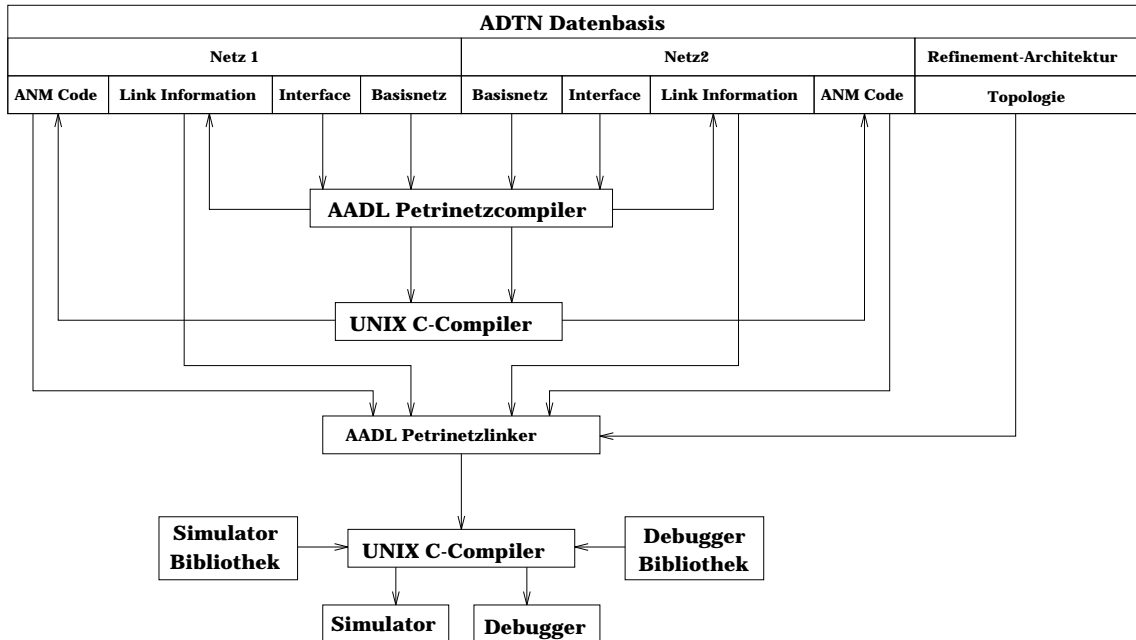 ADTN Datenbasis
Netz 1
Netz2
Refinement-Architektur
ANM Code
Link Information
Interface
Basisnetz
Basisnetz
Interface
Link Information
ANM Code
Topologie
AADL Petrinetzcompiler
UNIX C-Compiler
AADL Petrinetzlinker
Simulator
Bibliothek
UNIX C-Compiler
Debugger
Bibliothek
Simulator
Debugger